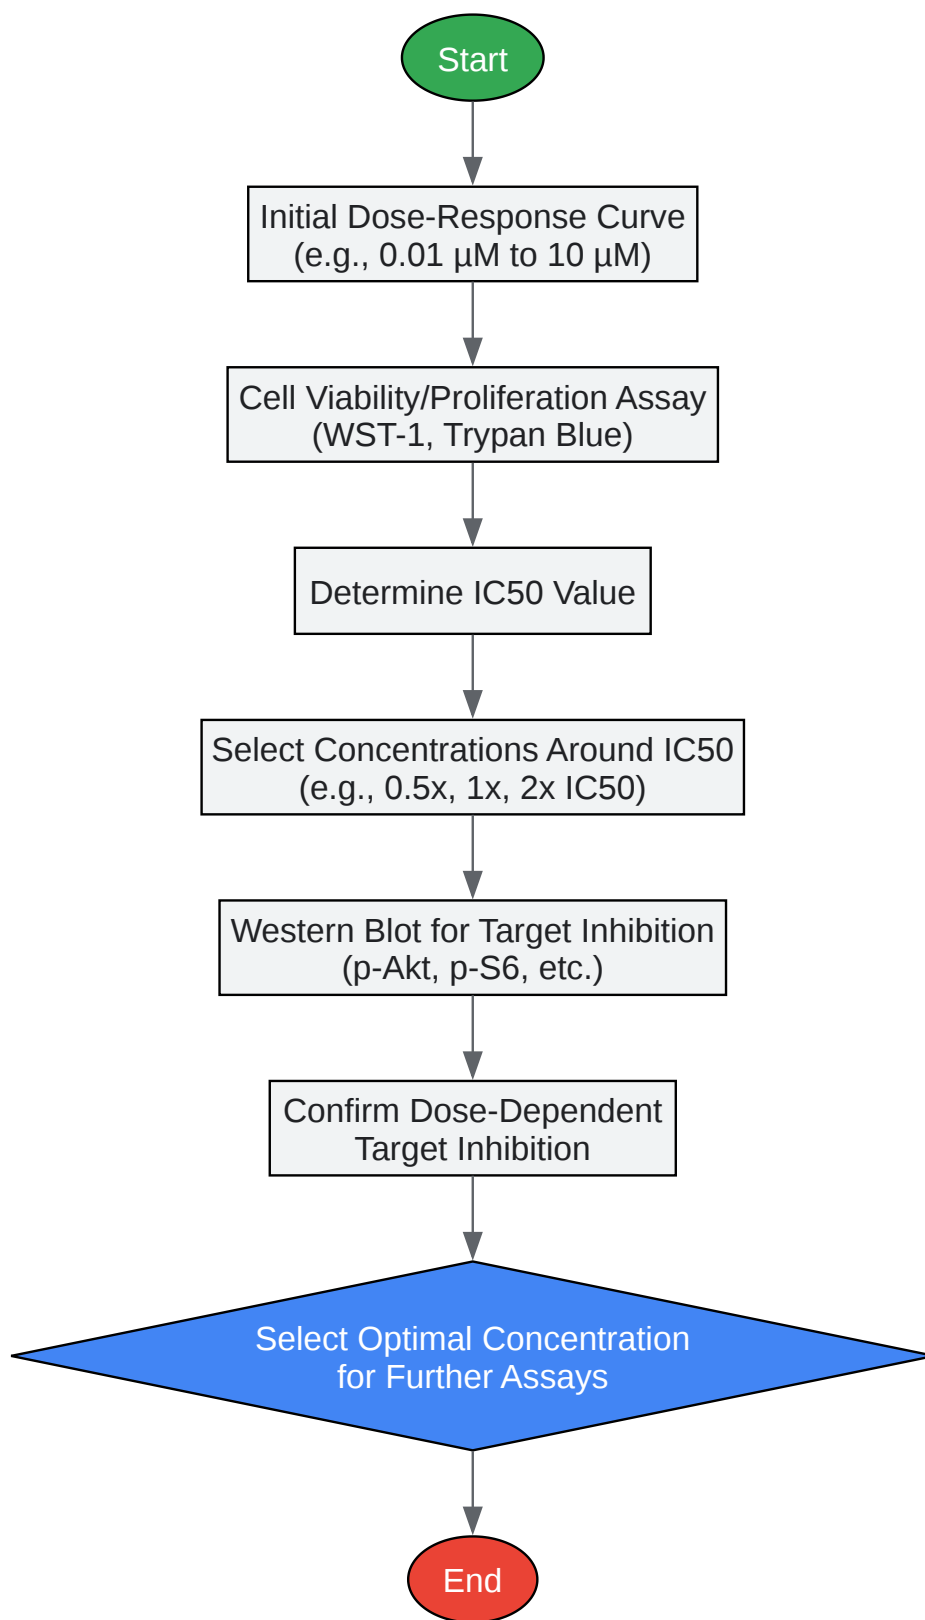 Start
Initial Dose-Response Curve
(e.g., 0.01 µM to 10 µM)
Cell Viability/Proliferation Assay
(WST-1, Trypan Blue)
Determine IC50 Value
Select Concentrations Around IC50
(e.g., 0.5x, 1x, 2x IC50)
Western Blot for Target Inhibition
(p-Akt, p-S6, etc.)
Confirm Dose-Dependent
Target Inhibition
Select Optimal Concentration
for Further Assays
End